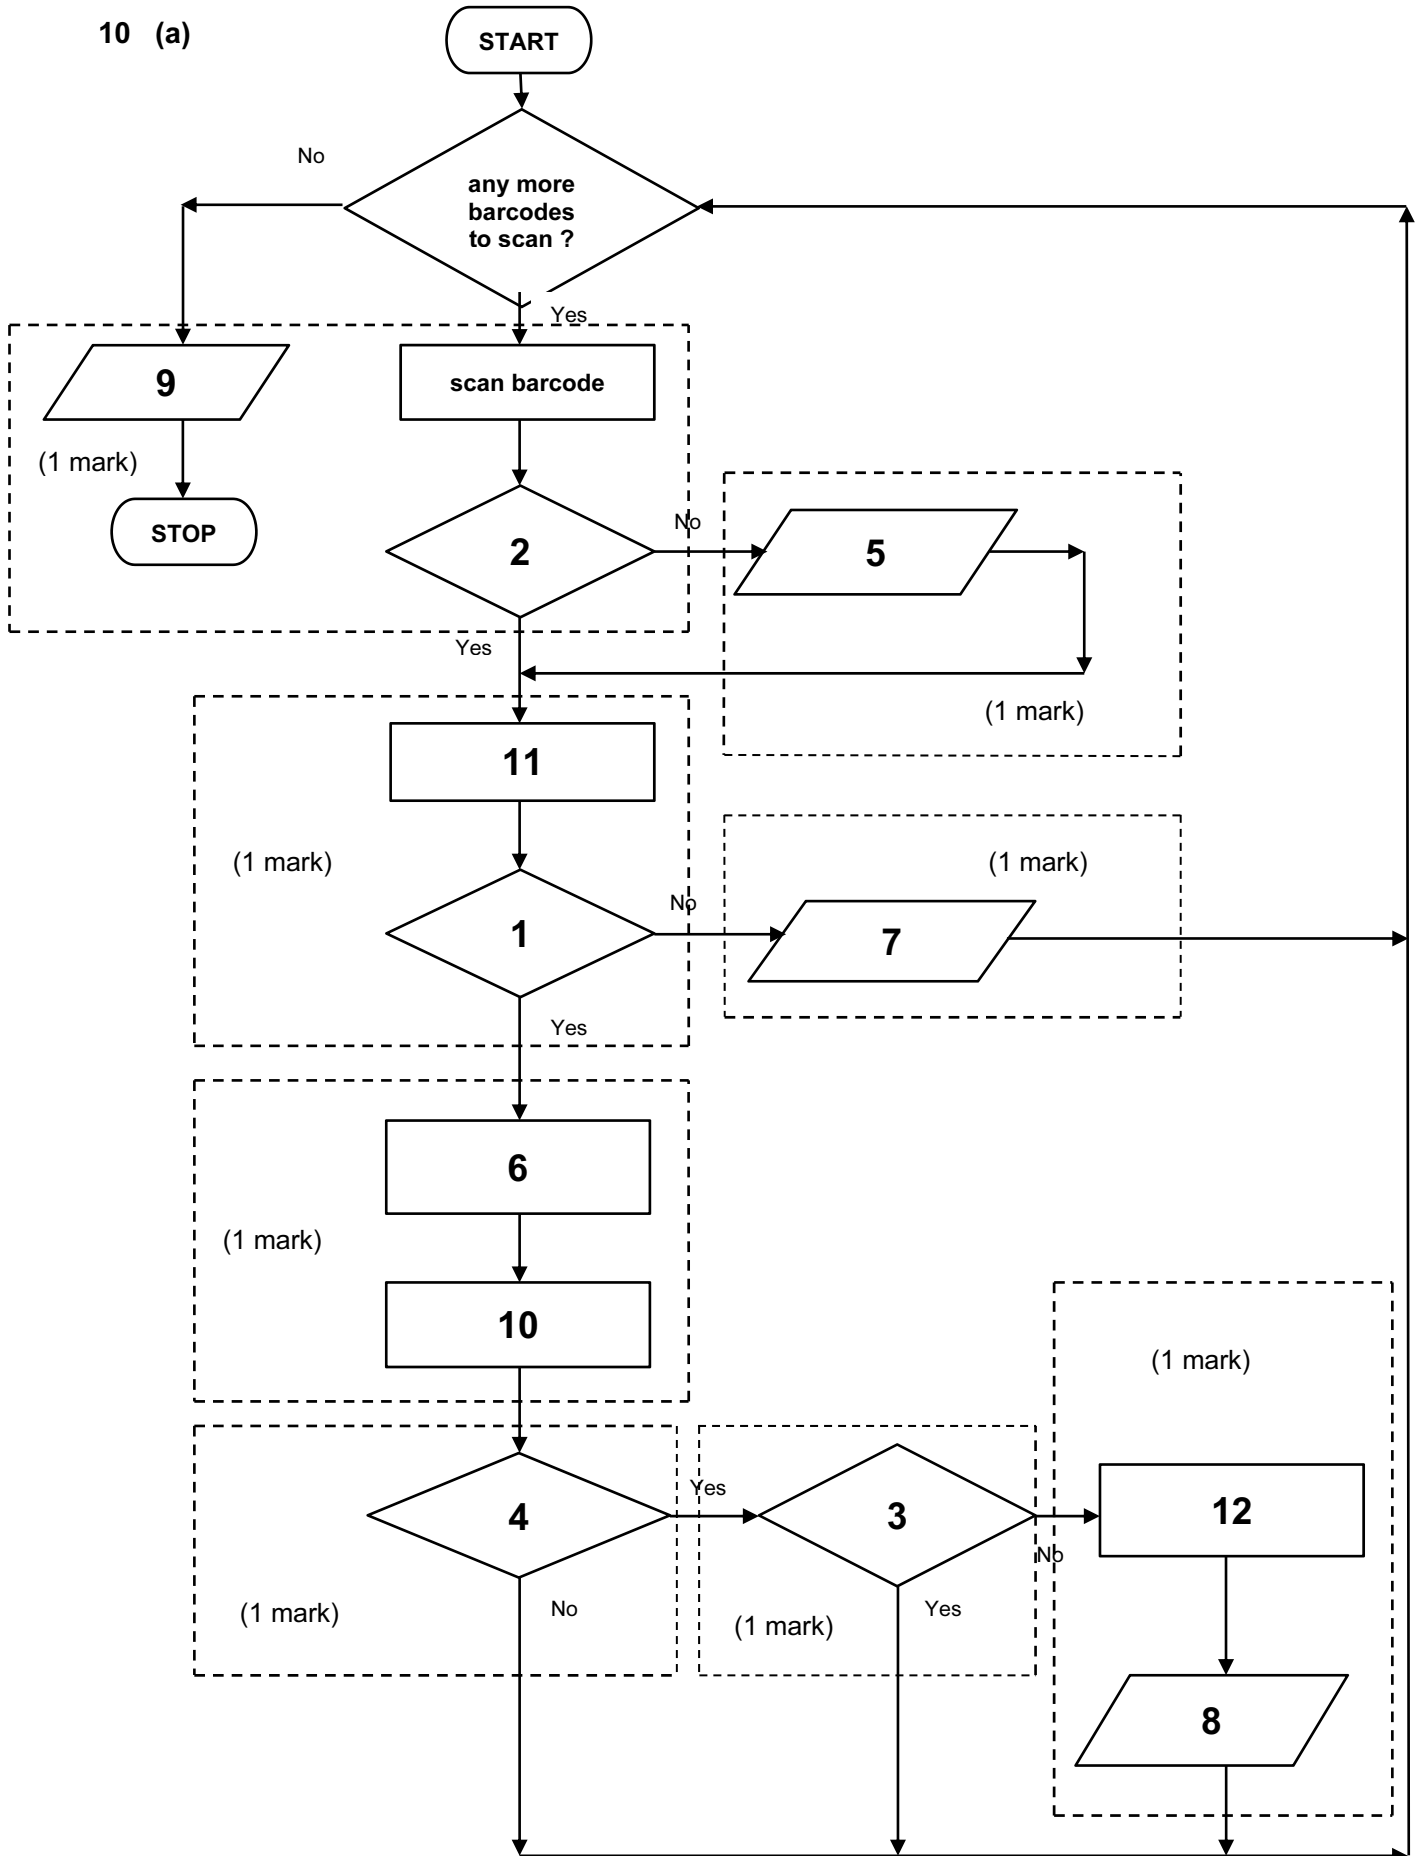 10 (a)
START
No
any more
barcodes
to scan ?
Yes
9
scan barcode
(1 mark)
STOP
2
No
5
Yes
(1 mark)
11
(1 mark)
(1 mark)
1
No
7
Yes
6
(1 mark)
10
(1 mark)
4
Yes
3
No
12
(1 mark)
No
(1 mark)
Yes
8